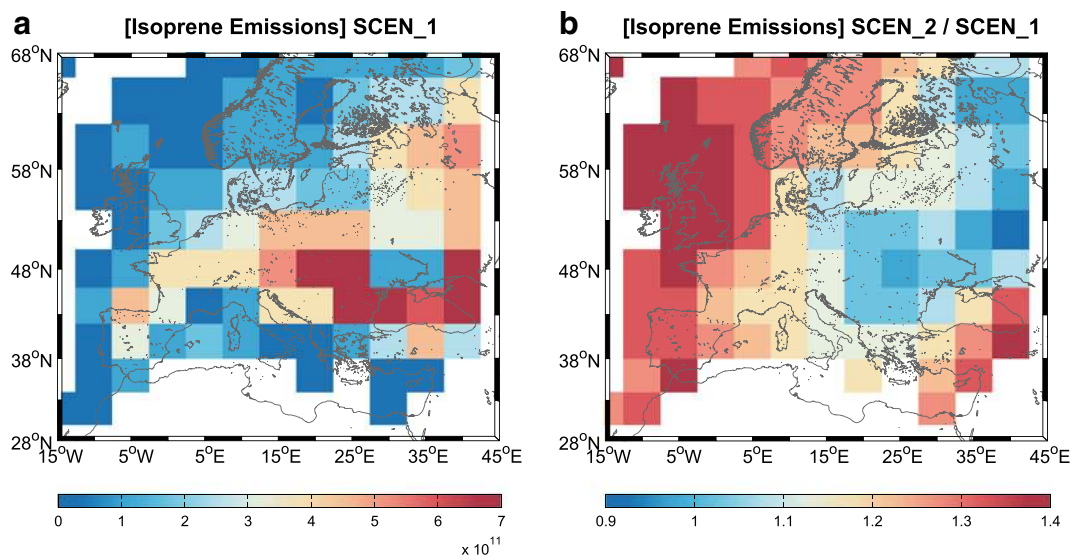 a
[Isoprene Emissions] SCEN_1
68°N
58°N
48°N
38°N
28°N
15°W 5°W 5°E 15°E 25°E 35°E 45°E
0 1 2 3 4 5 6 7
x 10¹¹
b
[Isoprene Emissions] SCEN_2 / SCEN_1
68°N
58°N
48°N
38°N
28°N
15°W 5°W 5°E 15°E 25°E 35°E 45°E
0.9 1 1.1 1.2 1.3 1.4